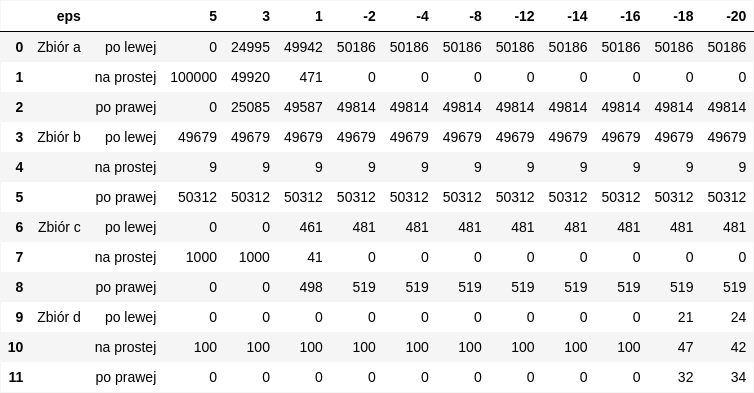 eps 5 3 1 -2 -4 -8 -12 -14 -16 -18 -20
0 Zbiór a po lewej 0 24995 49942 50186 50186 50186 50186 50186 50186 50186 50186
1 na prostej 100000 49920 471 0 0 0 0 0 0 0 0
2 po prawej 0 25085 49587 49814 49814 49814 49814 49814 49814 49814 49814
3 Zbiór b po lewej 49679 49679 49679 49679 49679 49679 49679 49679 49679 49679 49679
4 na prostej 9 9 9 9 9 9 9 9 9 9 9
5 po prawej 50312 50312 50312 50312 50312 50312 50312 50312 50312 50312 50312
6 Zbiór c po lewej 0 0 461 481 481 481 481 481 481 481 481
7 na prostej 1000 1000 41 0 0 0 0 0 0 0 0
8 po prawej 0 0 498 519 519 519 519 519 519 519 519
9 Zbiór d po lewej 0 0 0 0 0 0 0 0 0 21 24
10 na prostej 100 100 100 100 100 100 100 100 100 47 42
11 po prawej 0 0 0 0 0 0 0 0 0 32 34